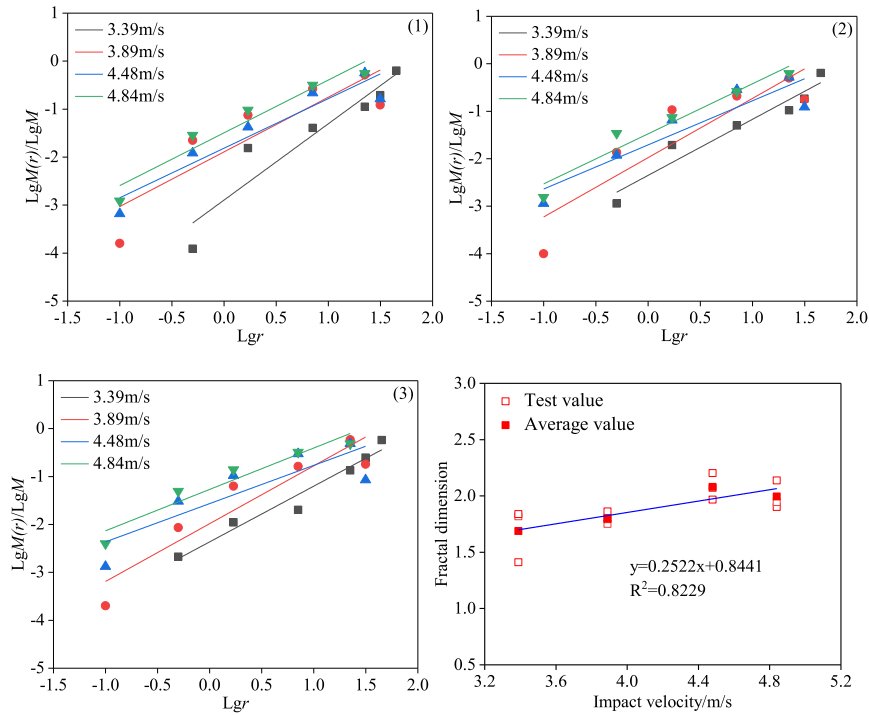 (1)
3.39m/s
3.89m/s
4.48m/s
4.84m/s
1
0
-1
-2
-3
-4
-5
LgM(r)/LgM
-1.5 -1.0 -0.5 0.0 0.5 1.0 1.5 2.0
Lgr
(2)
3.39m/s
3.89m/s
4.48m/s
4.84m/s
1
0
-1
-2
-3
-4
-5
LgM(r)/LgM
-1.5 -1.0 -0.5 0.0 0.5 1.0 1.5 2.0
Lgr
(3)
3.39m/s
3.89m/s
4.48m/s
4.84m/s
1
0
-1
-2
-3
-4
-5
LgM(r)/LgM
-1.5 -1.0 -0.5 0.0 0.5 1.0 1.5 2.0
Lgr
Test value
Average value
3.0
2.5
2.0
1.5
1.0
0.5
Fractal dimension
y=0.2522x+0.8441
R²=0.8229
3.2 3.6 4.0 4.4 4.8 5.2
Impact velocity/m/s